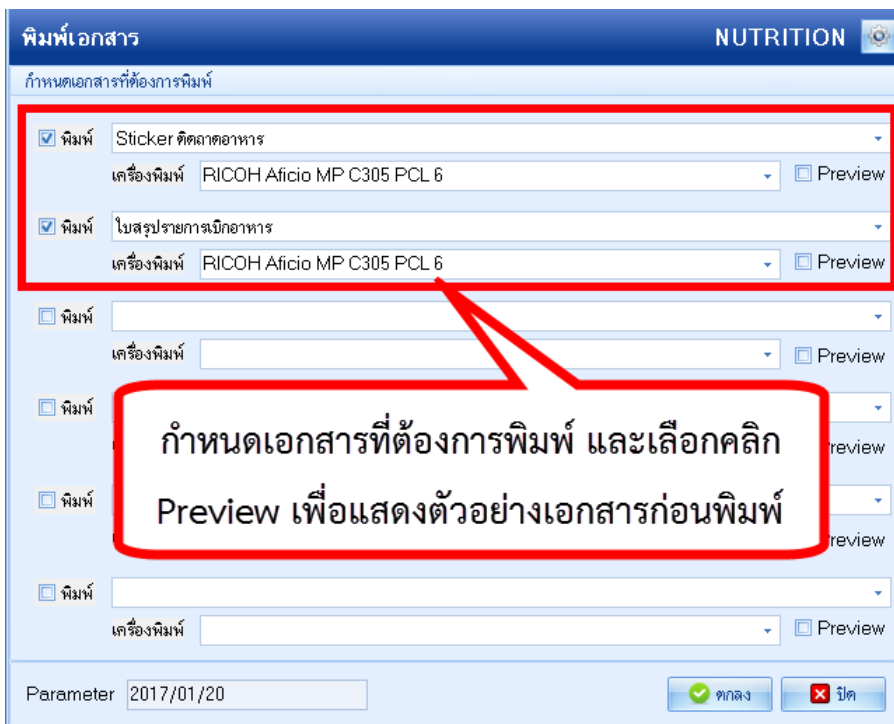 พิมพ์เอกสาร NUTRITION
กำหนดเอกสารที่ต้องการพิมพ์
พิมพ์ Sticker ติดถาดอาหาร
เครื่องพิมพ์ RICOH Aficio MP C305 PCL 6 Preview
พิมพ์ ใบสรุปรายการเบิกอาหาร
เครื่องพิมพ์ RICOH Aficio MP C305 PCL 6 Preview
พิมพ์
เครื่องพิมพ์ Preview
พิมพ์
กำหนดเอกสารที่ต้องการพิมพ์ และเลือกคลิก
Preview เพื่อแสดงตัวอย่างเอกสารก่อนพิมพ์
review
พิมพ์
review
พิมพ์
เครื่องพิมพ์ Preview
Parameter 2017/01/20 ตกลง ปิด